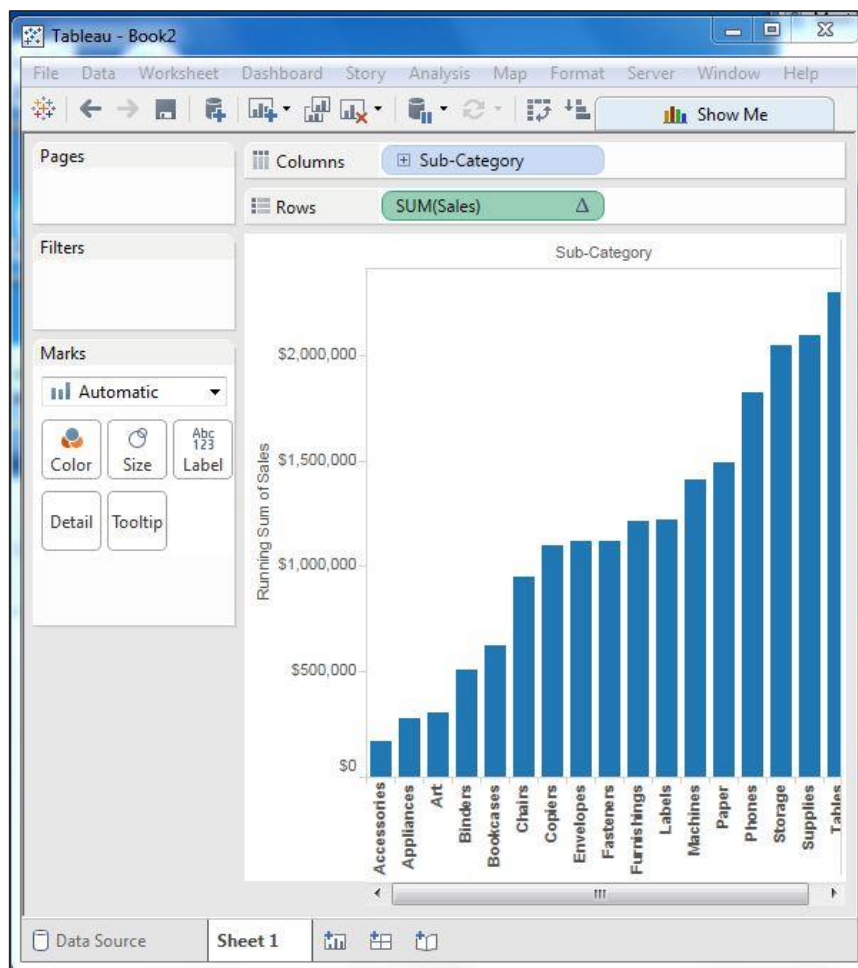 Tableau - Book2
File Data Worksheet Dashboard Story Analysis Map Format Server Window Help
Show Me
Pages
Columns
Sub-Category
Rows
SUM(Sales) Δ
Filters
Marks
Automatic
Color
Size
Abc
123
Label
Detail
Tooltip
Sub-Category
Running Sum of Sales
$2,000,000
$1,500,000
$1,000,000
$500,000
$0
Accessories
Appliances
Art
Binders
Bookcases
Chairs
Copiers
Envelopes
Fasteners
Furnishings
Labels
Machines
Paper
Phones
Storage
Supplies
Tables
Data Source
Sheet 1